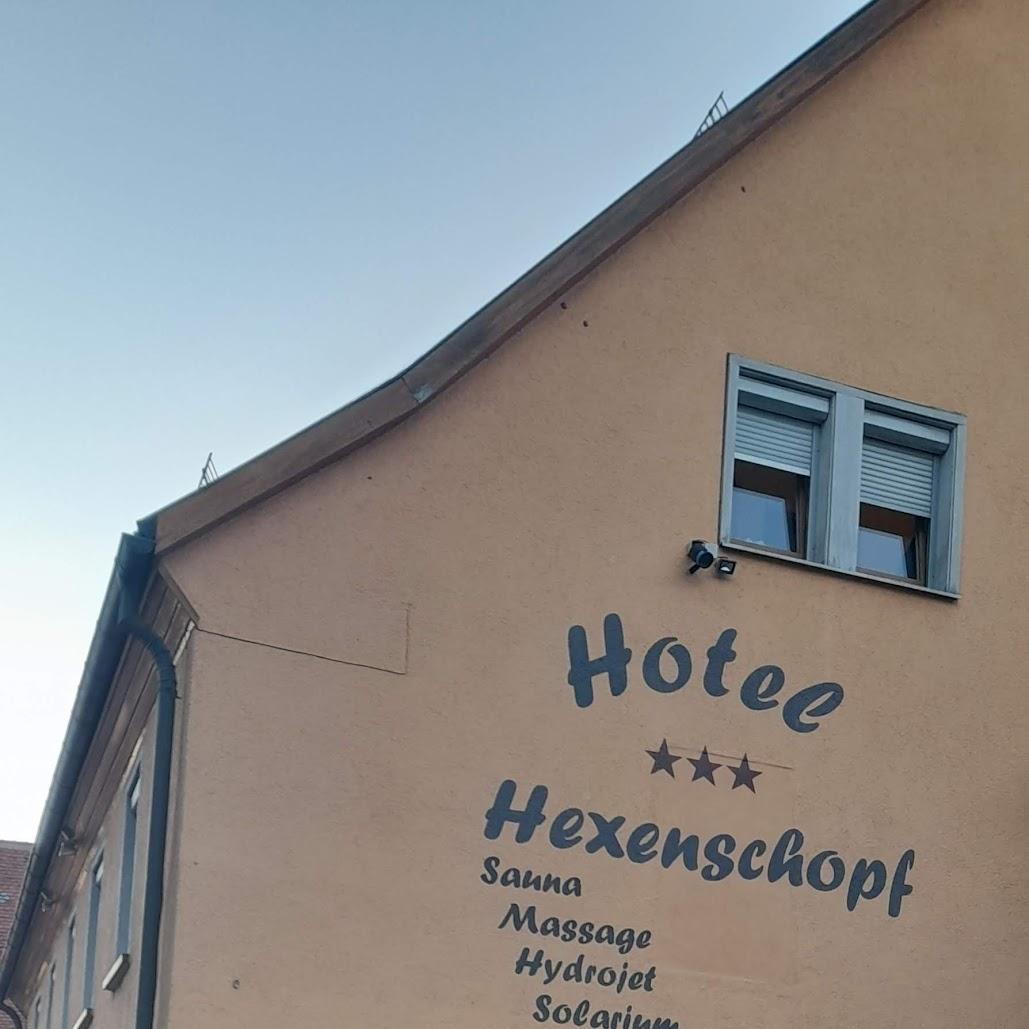 Hotel
★★★
Hexenschopf
Sauna
Massage
Hydrojet
Solarium